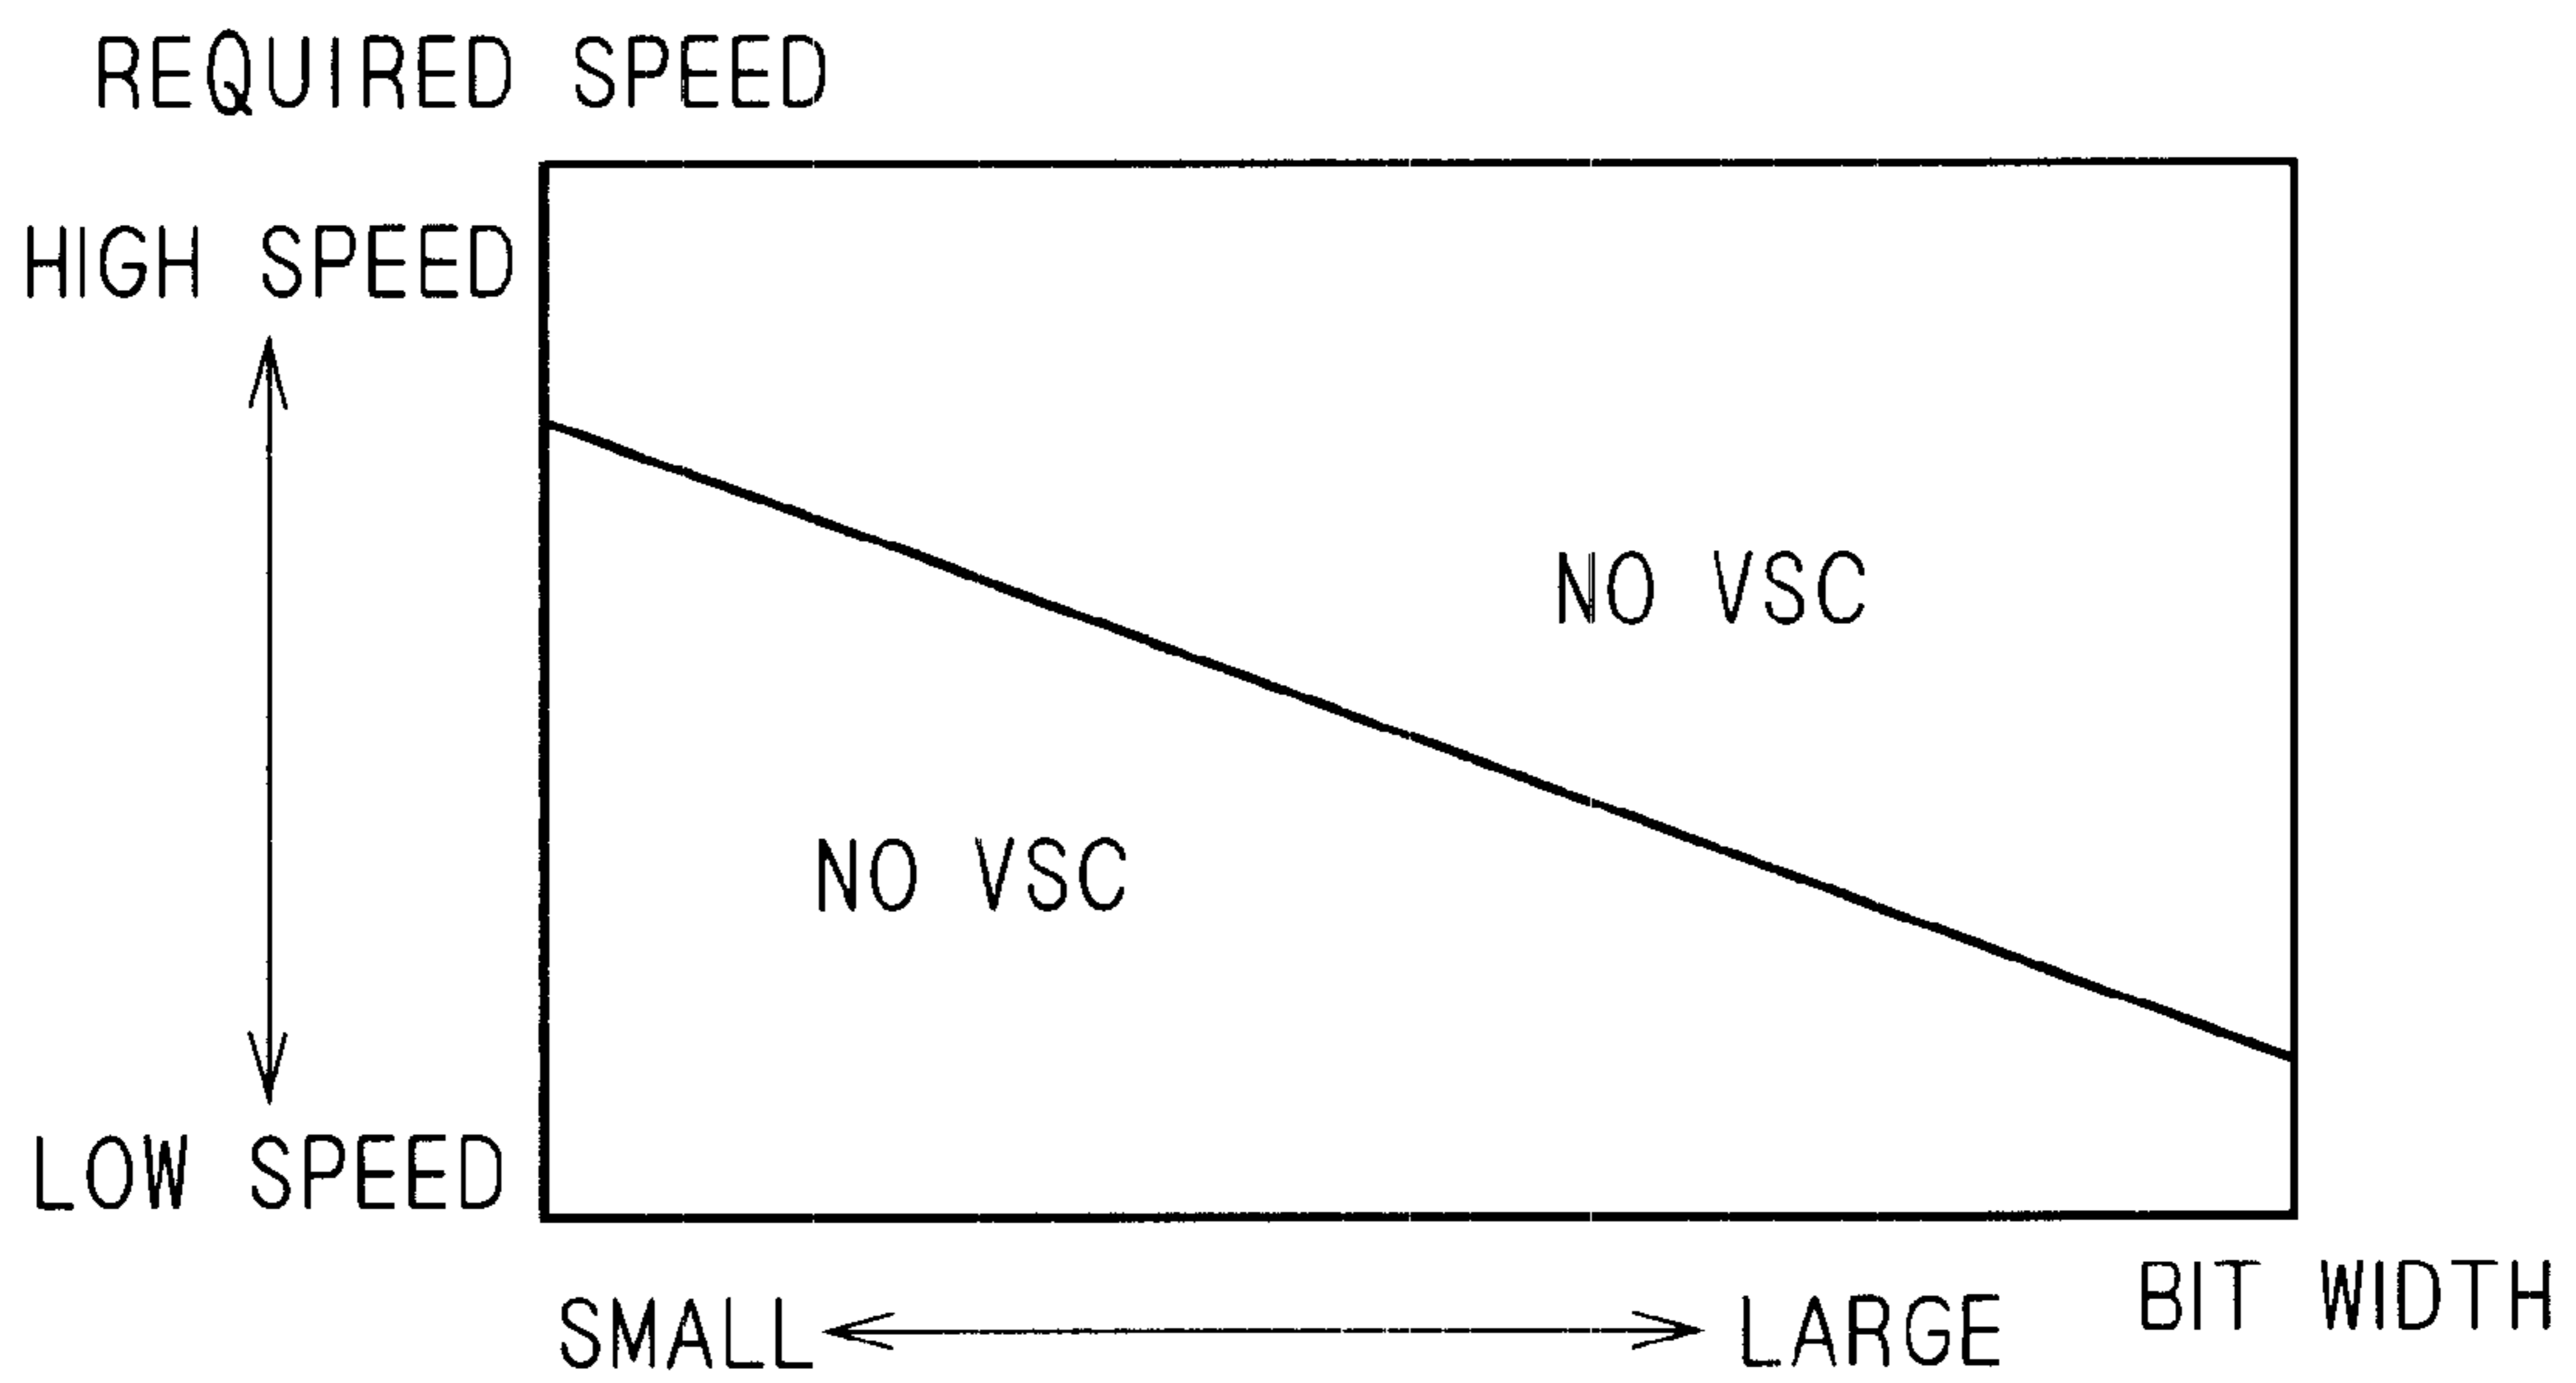 REQUIRED SPEED
HIGH SPEED
NO VSC
NO VSC
LOW SPEED
BIT WIDTH
SMALL LARGE